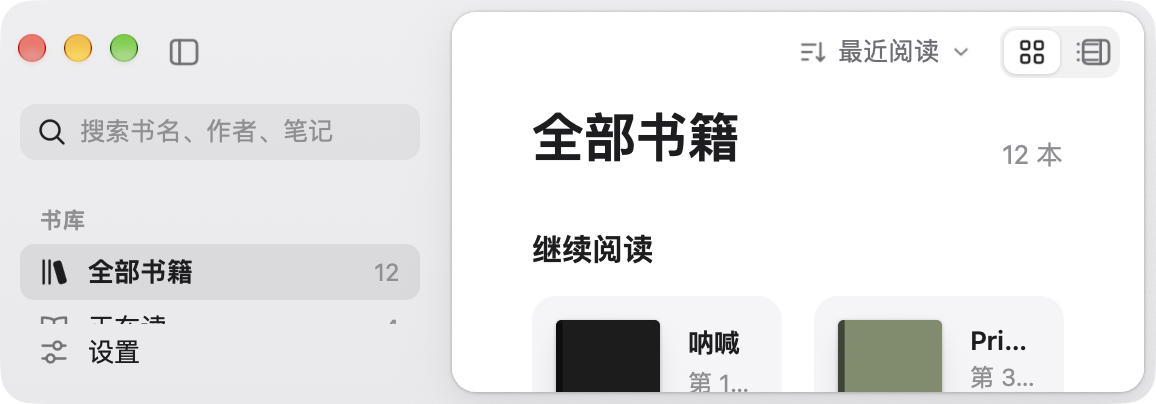 搜索书名、作者、笔记
书库
全部书籍 12
设置
最近阅读
全部书籍
12 本
继续阅读
呐喊
第 1...
Pri...
第 3...